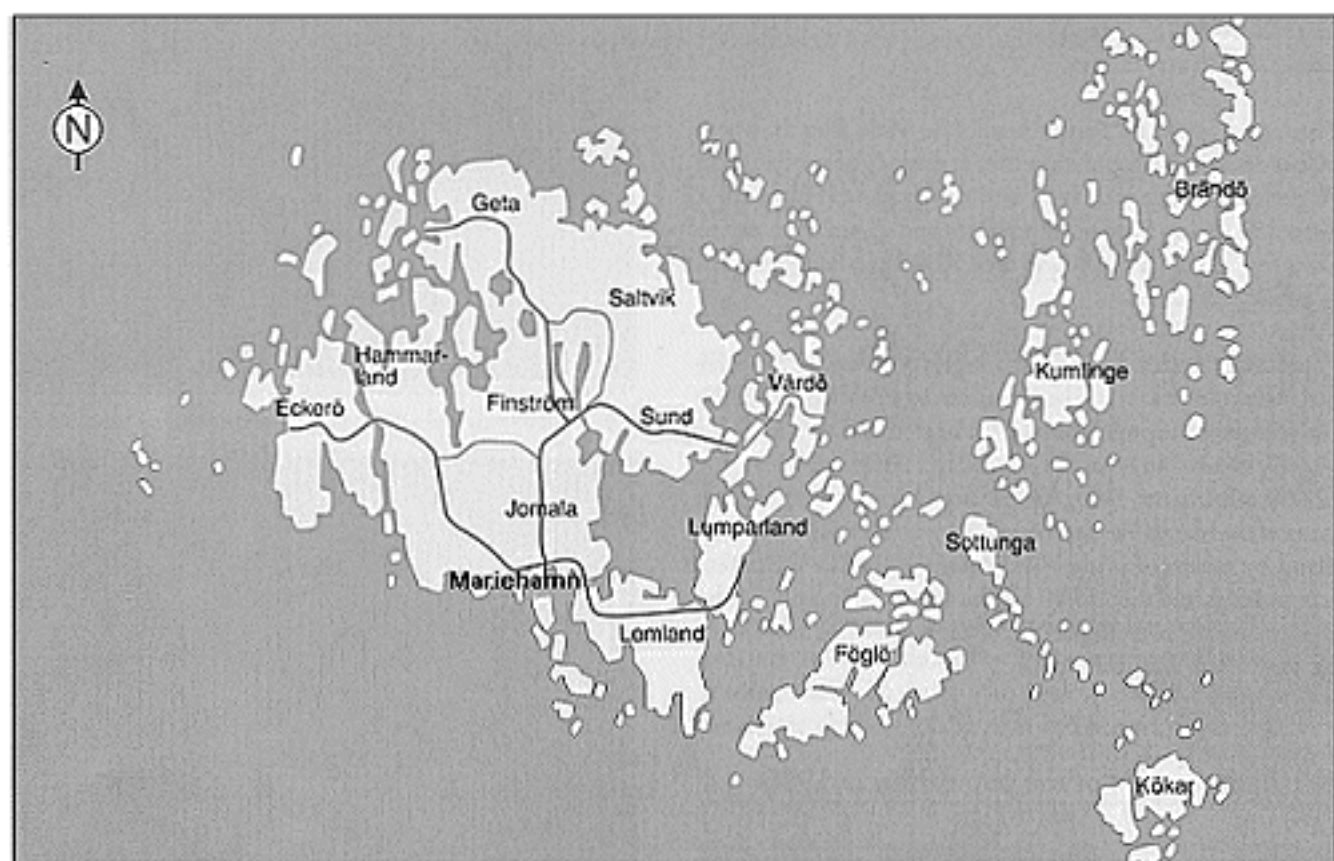 N
Brändö
Geta
Saltvik
Hammar-
land
Kumlinge
Vårdö
Eckerö
Finström
Sund
Jomala
Lumparland
Sottunga
Mariehamn
Lemland
Föglö
Kökar